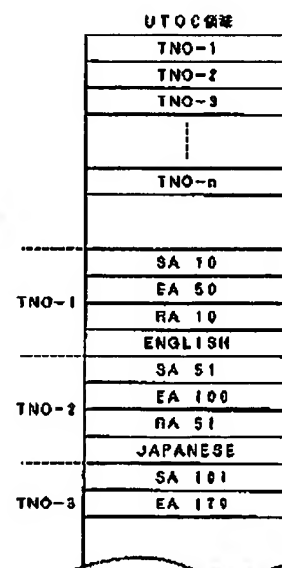 UTOC領域
TNO-1
TNO-2
TNO-3
TNO-n
SA 10
EA 50
TNO-1
RA 10
ENGLISH
SA 51
EA 100
TNO-2
RA 51
JAPANESE
SA 101
TNO-3
EA 179